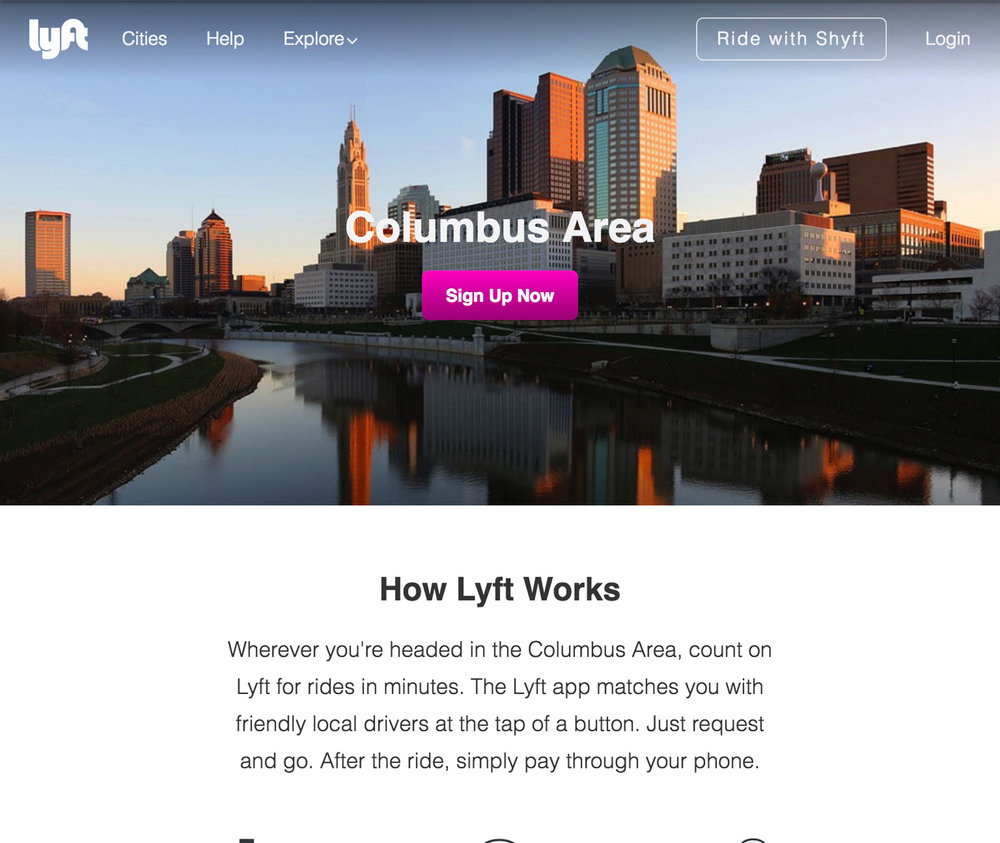 lyft
Cities
Help
Explore
Ride with Shyft
Login
Columbus Area
Sign Up Now
How Lyft Works
Wherever you're headed in the Columbus Area, count on
Lyft for rides in minutes. The Lyft app matches you with
friendly local drivers at the tap of a button. Just request
and go. After the ride, simply pay through your phone.